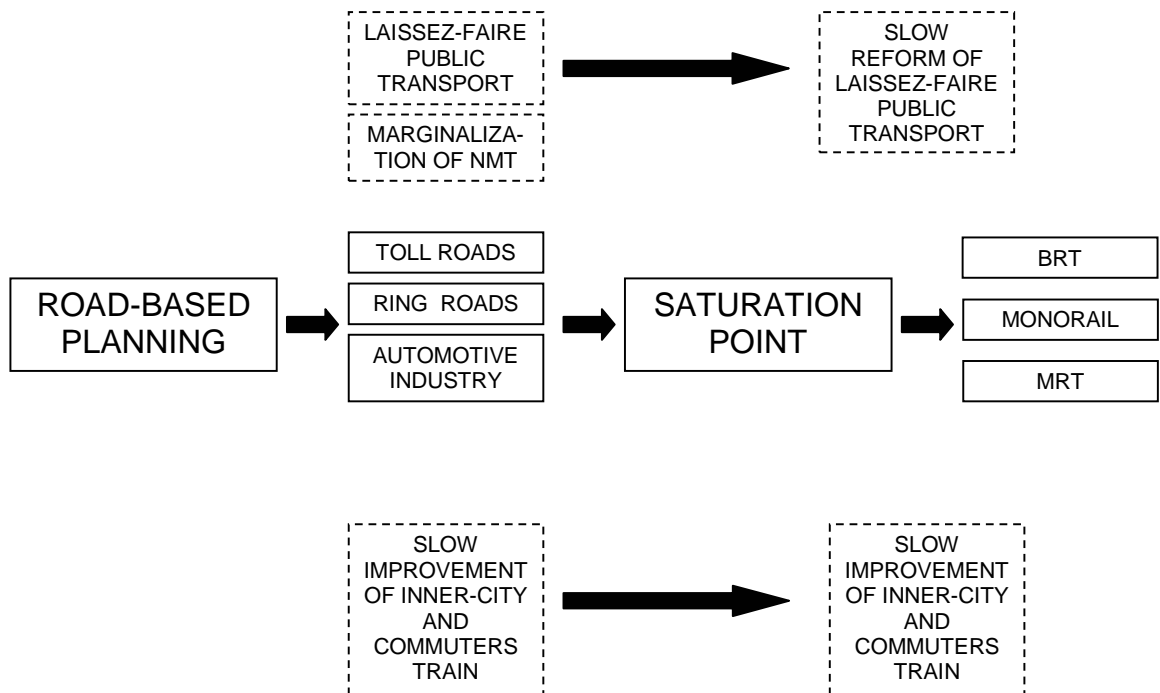 LAISSEZ-FAIRE
PUBLIC
TRANSPORT
SLOW
REFORM OF
LAISSEZ-FAIRE
PUBLIC
TRANSPORT
MARGINALIZA-
TION OF NMT
ROAD-BASED
PLANNING
TOLL ROADS
RING ROADS
AUTOMOTIVE
INDUSTRY
SATURATION
POINT
BRT
MONORAIL
MRT
SLOW
IMPROVEMENT
OF INNER-CITY
AND
COMMUTERS
TRAIN
SLOW
IMPROVEMENT
OF INNER-CITY
AND
COMMUTERS
TRAIN